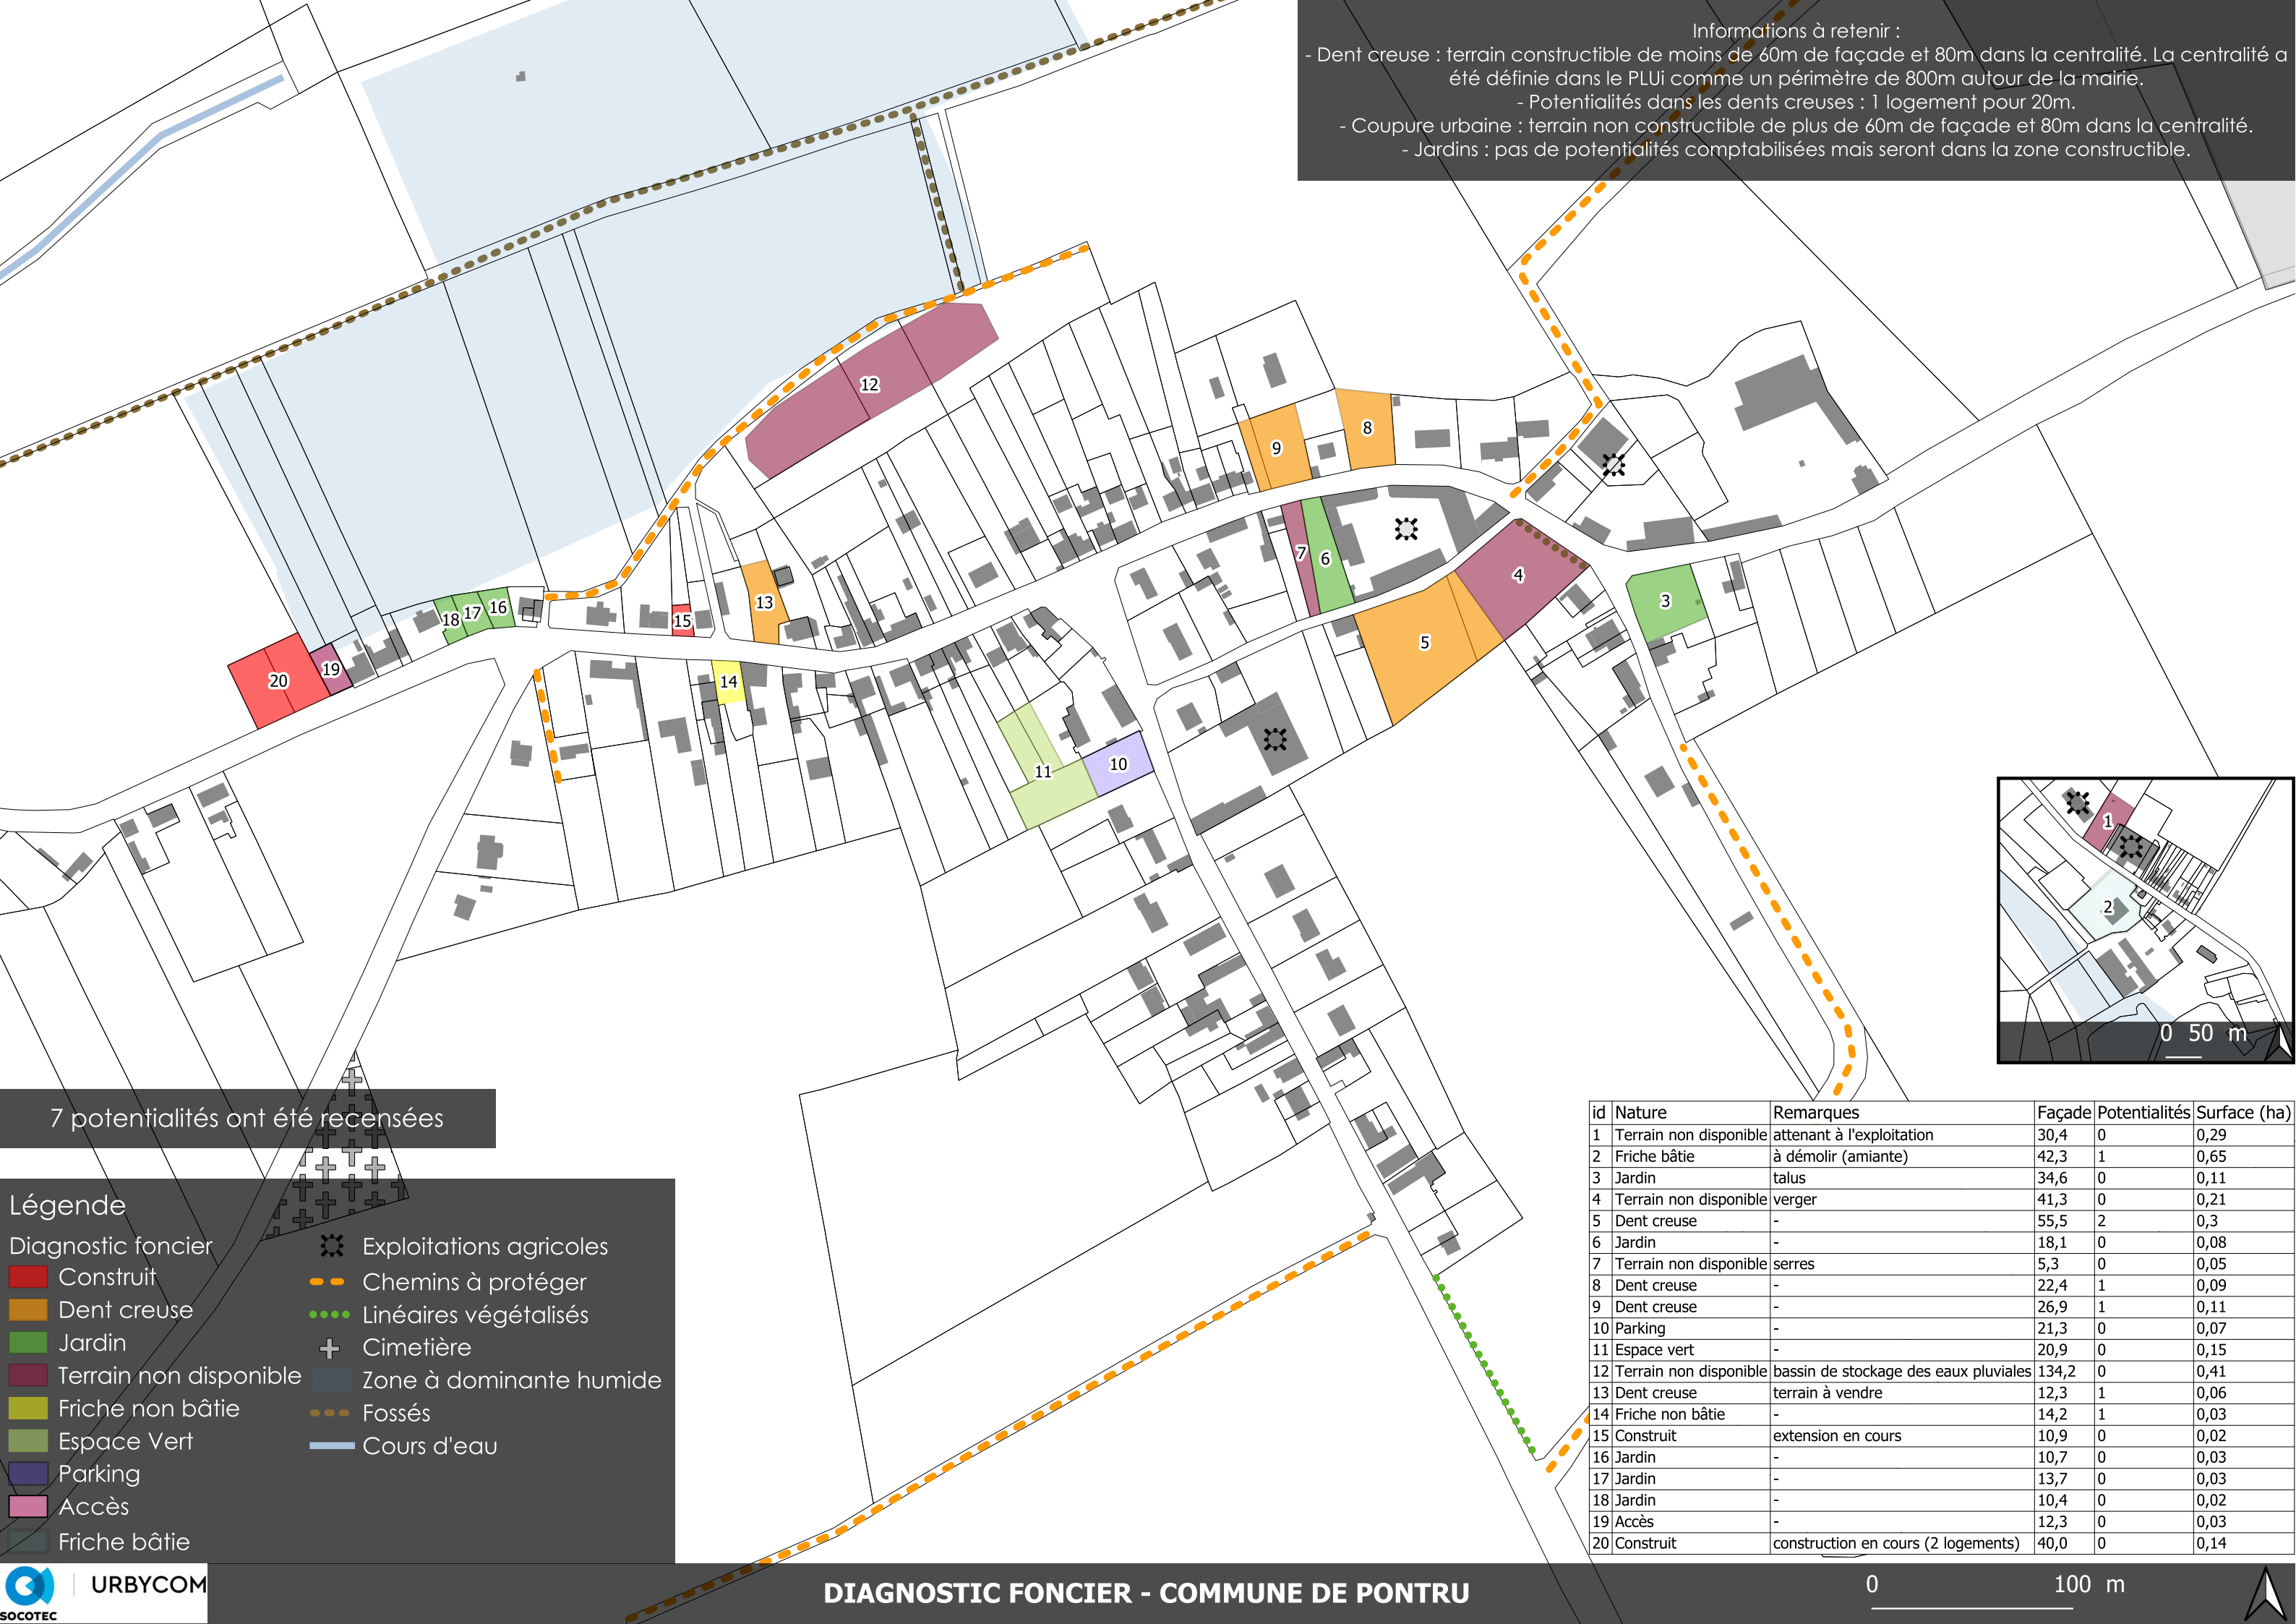 Informations à retenir :
- Dent creuse : terrain constructible de moins de 60m de façade et 80m dans la centralité. La centralité a
été définie dans le PLUi comme un périmètre de 800m autour de la mairie.
- Potentialités dans les dents creuses : 1 logement pour 20m.
- Coupure urbaine : terrain non constructible de plus de 60m de façade et 80m dans la centralité.
- Jardins : pas de potentialités comptabilisées mais seront dans la zone constructible.
12
8
9
7
6
4
5
3
13
15
16
17
18
19
20
14
11
10
1
2
0 50 m
7 potentialités ont été recensées
Légende
Diagnostic foncier
Construit
Dent creuse
Jardin
Terrain non disponible
Friche non bâtie
Espace Vert
Parking
Accès
Friche bâtie
Exploitations agricoles
Chemins à protéger
Linéaires végétalisés
Cimetière
Zone à dominante humide
Fossés
Cours d'eau
id Nature Remarques Façade Potentialités Surface (ha)
1 Terrain non disponible attenant à l'exploitation 30,4 0 0,29
2 Friche bâtie à démolir (amiante) 42,3 1 0,65
3 Jardin talus 34,6 0 0,11
4 Terrain non disponible verger 41,3 0 0,21
5 Dent creuse - 55,5 2 0,3
6 Jardin - 18,1 0 0,08
7 Terrain non disponible serres 5,3 0 0,05
8 Dent creuse - 22,4 1 0,09
9 Dent creuse - 26,9 1 0,11
10 Parking - 21,3 0 0,07
11 Espace vert - 20,9 0 0,15
12 Terrain non disponible bassin de stockage des eaux pluviales 134,2 0 0,41
13 Dent creuse terrain à vendre 12,3 1 0,06
14 Friche non bâtie - 14,2 1 0,03
15 Construit extension en cours 10,9 0 0,02
16 Jardin - 10,7 0 0,03
17 Jardin - 13,7 0 0,03
18 Jardin - 10,4 0 0,02
19 Accès - 12,3 0 0,03
20 Construit construction en cours (2 logements) 40,0 0 0,14
SOCOTEC
URBYCOM
DIAGNOSTIC FONCIER - COMMUNE DE PONTRU
0 100 m